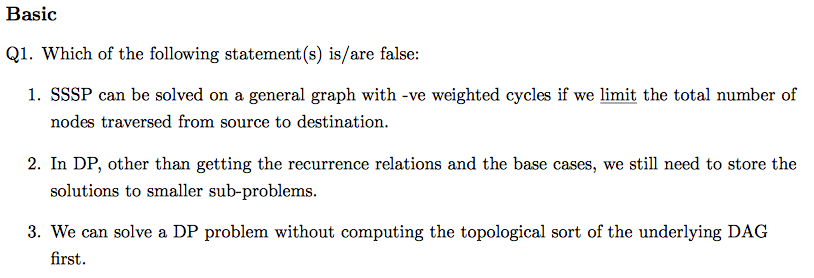 Basic
Q1. Which of the following statement(s) is/are false:
1. SSSP can be solved on a general graph with -ve weighted cycles if we limit the total number of
nodes traversed from source to destination.
2. In DP, other than getting the recurrence relations and the base cases, we still need to store the
solutions to smaller sub-problems.
3. We can solve a DP problem without computing the topological sort of the underlying DAG
first.